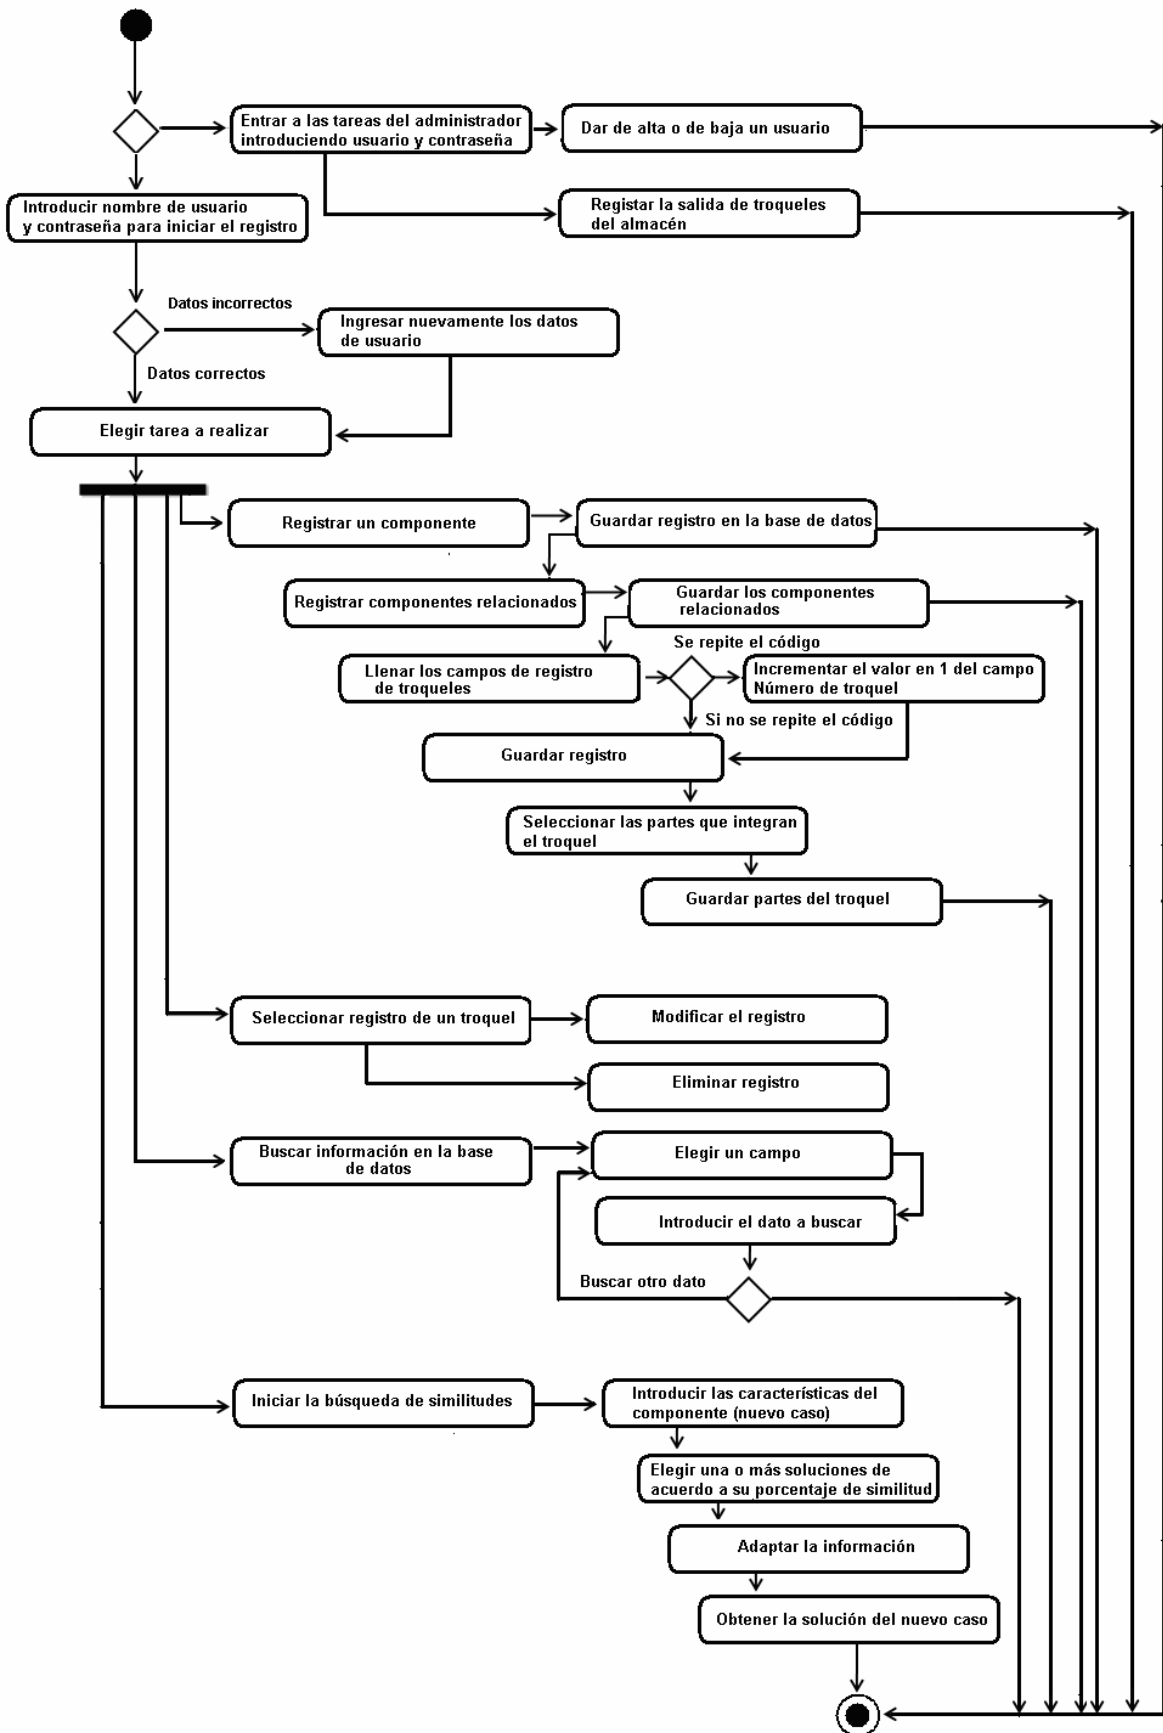 Entrar a las tareas del administrador
introduciendo usuario y contraseña
Dar de alta o de baja un usuario
Introducir nombre de usuario
y contraseña para iniciar el registro
Registar la salida de troqueles
del almacén
Datos incorrectos
Ingresar nuevamente los datos
de usuario
Datos correctos
Elegir tarea a realizar
Registrar un componente
Guardar registro en la base de datos
Registrar componentes relacionados
Guardar los componentes
relacionados
Se repite el código
Llenar los campos de registro
de troqueles
Incrementar el valor en 1 del campo
Número de troquel
Si no se repite el código
Guardar registro
Seleccionar las partes que integran
el troquel
Guardar partes del troquel
Seleccionar registro de un troquel
Modificar el registro
Eliminar registro
Buscar información en la base
de datos
Elegir un campo
Introducir el dato a buscar
Buscar otro dato
Iniciar la búsqueda de similitudes
Introducir las característícas del
componente (nuevo caso)
Elegir una o más soluciones de
acuerdo a su porcentaje de similitud
Adaptar la información
Obtener la solución del nuevo caso